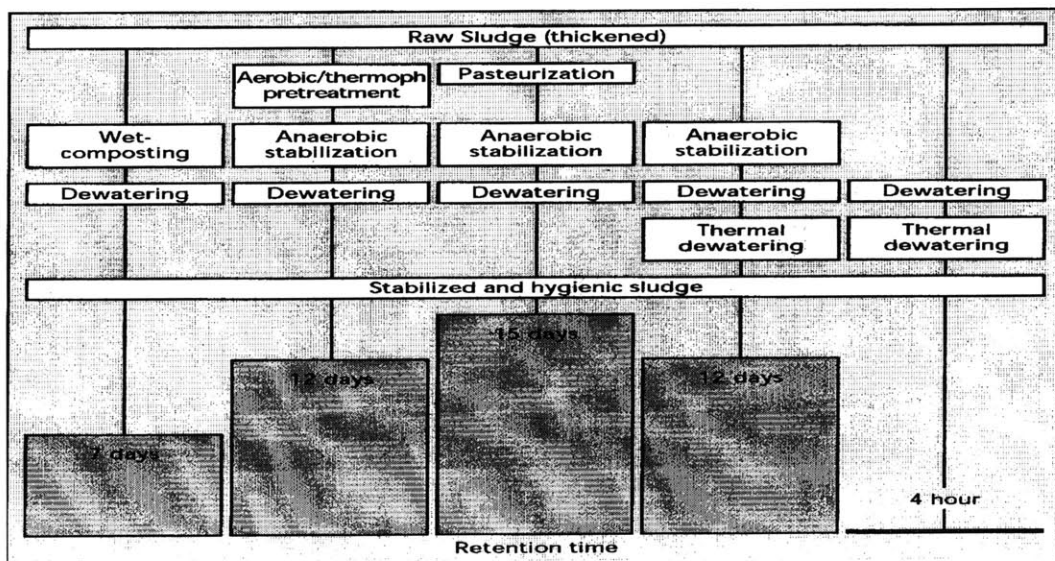 Raw Sludge (thickened)
Aerobic/thermoph
pretreatment
Pasteurization
Wet-
composting
Anaerobic
stabilization
Anaerobic
stabilization
Anaerobic
stabilization
Dewatering
Dewatering
Dewatering
Dewatering
Dewatering
Thermal
dewatering
Thermal
dewatering
Stabilized and hygienic sludge
7 days
12 days
15 days
12 days
4 hour
Retention time